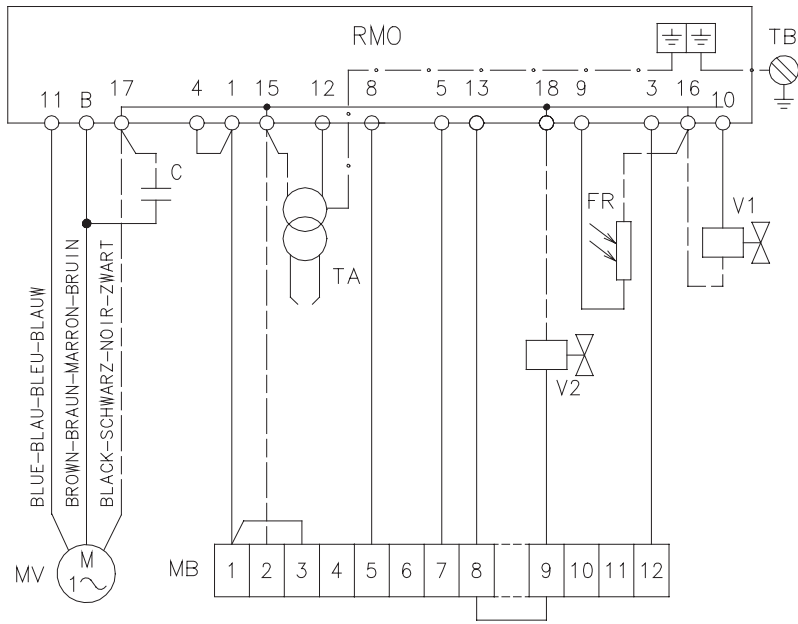 RMO
TB
11 B 17 4 1 15 12 8 5 13 18 9 16 3 10
C
FR
V1
TA
V2
BLUE-BLAU-BLEU-BLAUW
BROWN-BRAUN-MARRON-BRUIN
BLACK-SCHWARZ-NOIR-ZWART
MV
M
1
MB
1 2 3 4 5 6 7 8 9 10 11 12